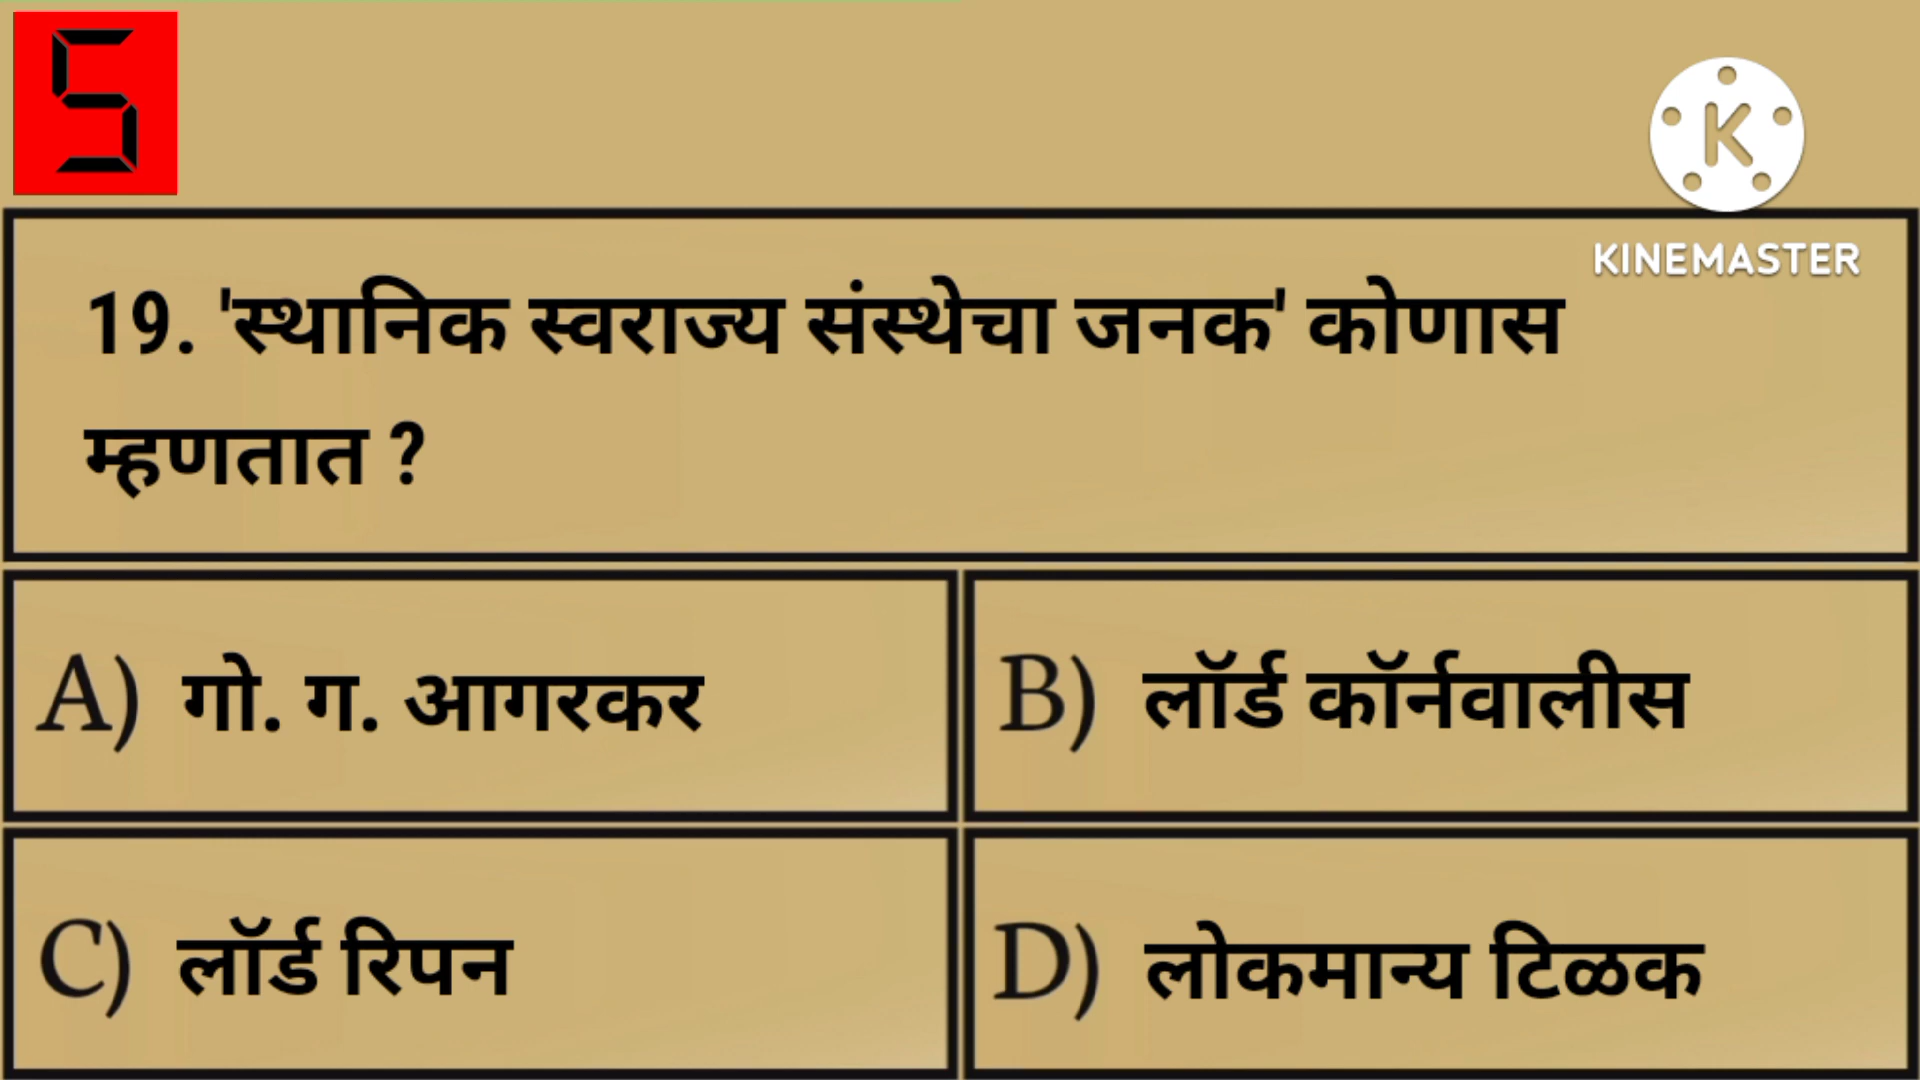 5
K
KINEMASTER
19. 'स्थानिक स्वराज्य संस्थेचा जनक' कोणास
म्हणतात ?
A) गो. ग. आगरकर
B) लॉर्ड कॉर्नवालीस
C) लॉर्ड रिपन
D) लोकमान्य टिळक